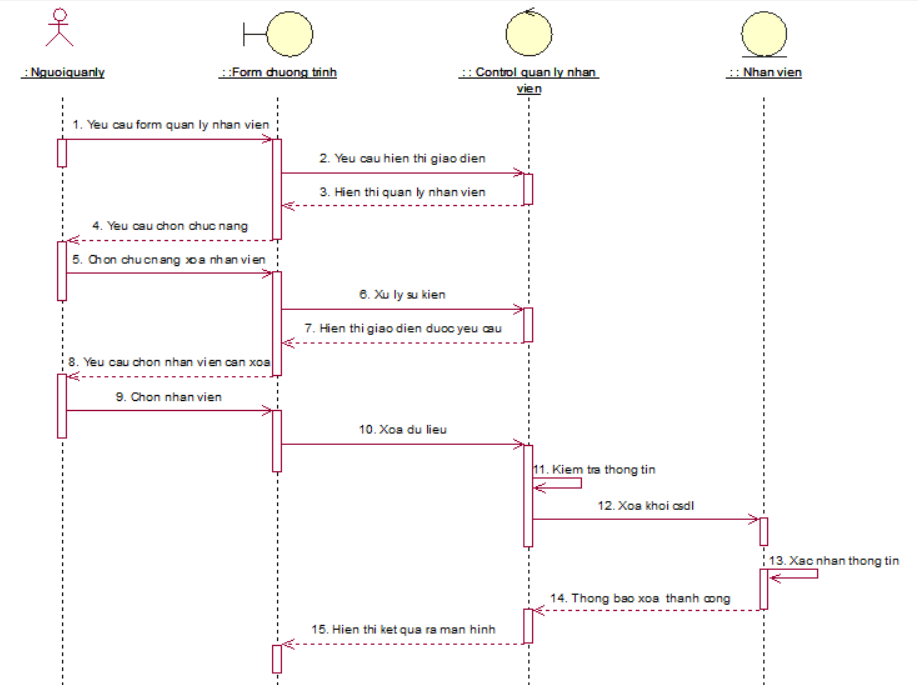 : Nguoiquanly
: :Form chuong trinh
: : Control quan ly nhan
vien
: : Nhan vien
1. Yeu cau form quan ly nhan vien
2. Yeu cau hien thi giao dien
3. Hien thi quan ly nhan vien
4. Yeu cau chon chuc nang
5. Chon chuc nang xoa nhan vien
6. Xu ly su kien
7. Hien thi giao dien duoc yeu cau
8. Yeu cau chon nhan vien can xoa
9. Chon nhan vien
10. Xoa du lieu
11. Kiem tra thong tin
12. Xoa khoi csdl
13. Xac nhan thong tin
14. Thong bao xoa thanh cong
15. Hien thi ket qua ra man hinh